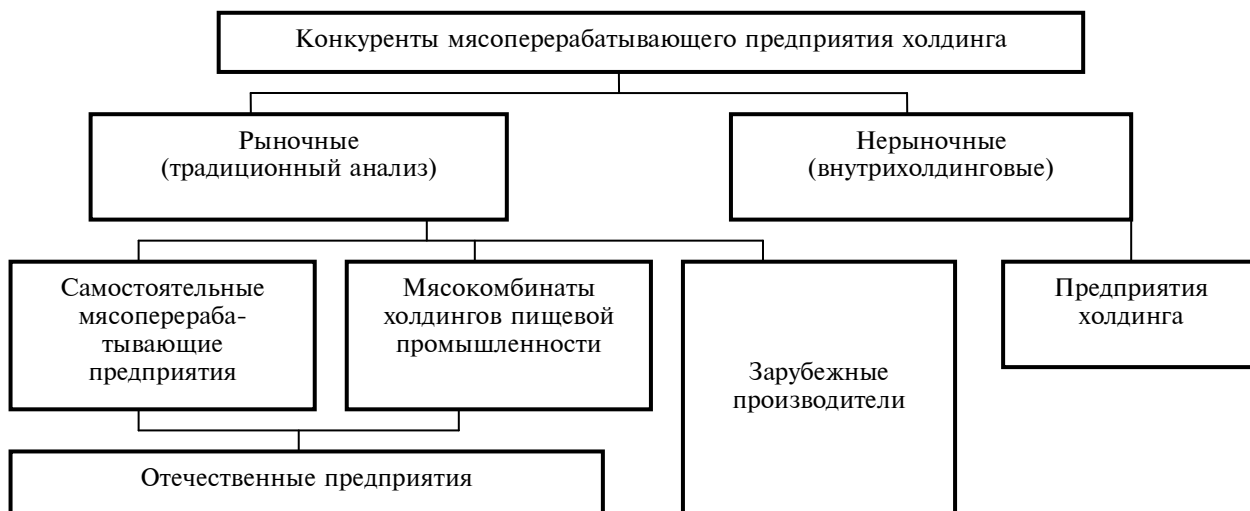 Конкуренты мясоперерабатывающего предприятия холдинга
Рыночные
(традиционный анализ)
Нерыночные
(внутрихолдинговые)
Самостоятельные
мясоперераба-
тывающие
предприятия
Мясокомбинаты
холдингов пищевой
промышленности
Зарубежные
производители
Предприятия
холдинга
Отечественные предприятия